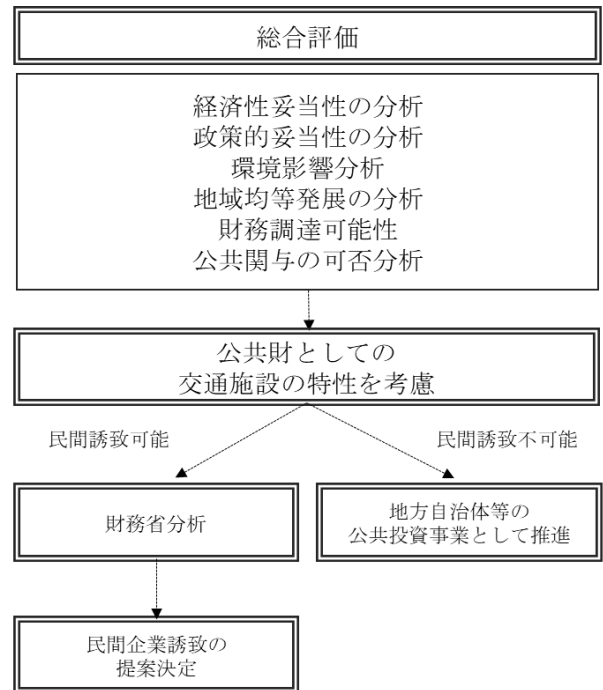 総合評価
経済性妥当性の分析
政策的妥当性の分析
環境影響分析
地域均等発展の分析
財務調達可能性
公共関与の可否分析
公共財としての
交通施設の特性を考慮
民間誘致可能
民間誘致不可能
財務省分析
地方自治体等の
公共投資事業として推進
民間企業誘致の
提案決定